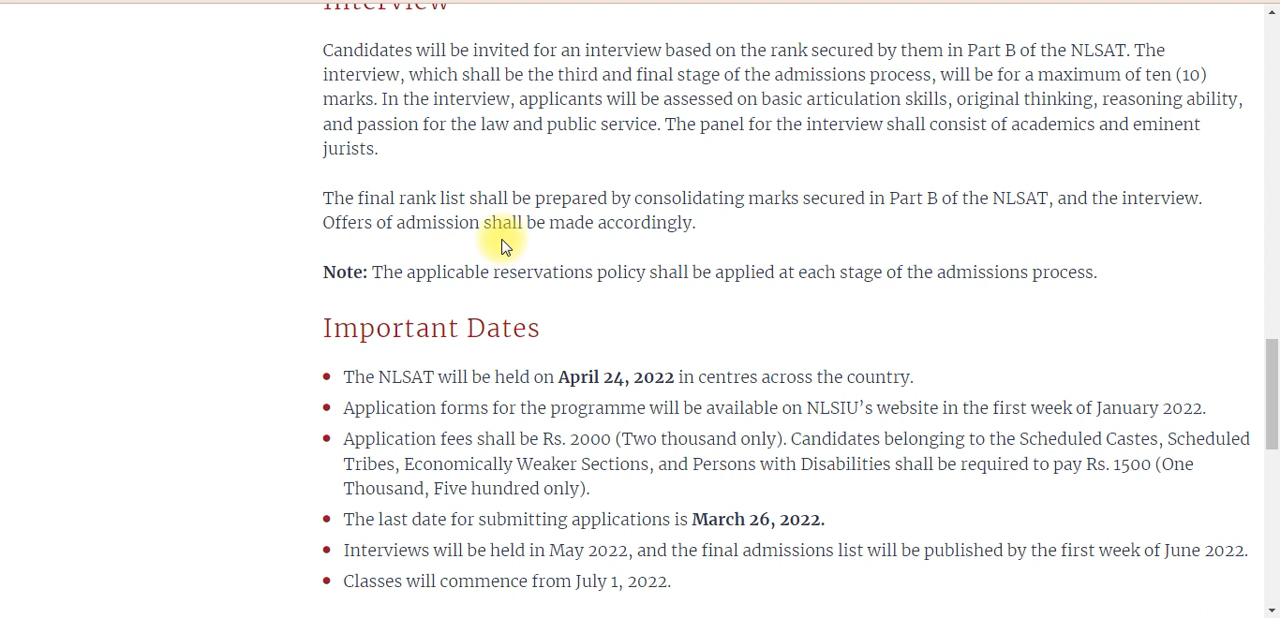 Interview
Candidates will be invited for an interview based on the rank secured by them in Part B of the NLSAT. The
interview, which shall be the third and final stage of the admissions process, will be for a maximum of ten (10)
marks. In the interview, applicants will be assessed on basic articulation skills, original thinking, reasoning ability,
and passion for the law and public service. The panel for the interview shall consist of academics and eminent
jurists.
The final rank list shall be prepared by consolidating marks secured in Part B of the NLSAT, and the interview.
Offers of admission shall be made accordingly.
Note: The applicable reservations policy shall be applied at each stage of the admissions process.
Important Dates
The NLSAT will be held on April 24, 2022 in centres across the country.
Application forms for the programme will be available on NLSIU’s website in the first week of January 2022.
Application fees shall be Rs. 2000 (Two thousand only). Candidates belonging to the Scheduled Castes, Scheduled
Tribes, Economically Weaker Sections, and Persons with Disabilities shall be required to pay Rs. 1500 (One
Thousand, Five hundred only).
The last date for submitting applications is March 26, 2022.
Interviews will be held in May 2022, and the final admissions list will be published by the first week of June 2022.
Classes will commence from July 1, 2022.